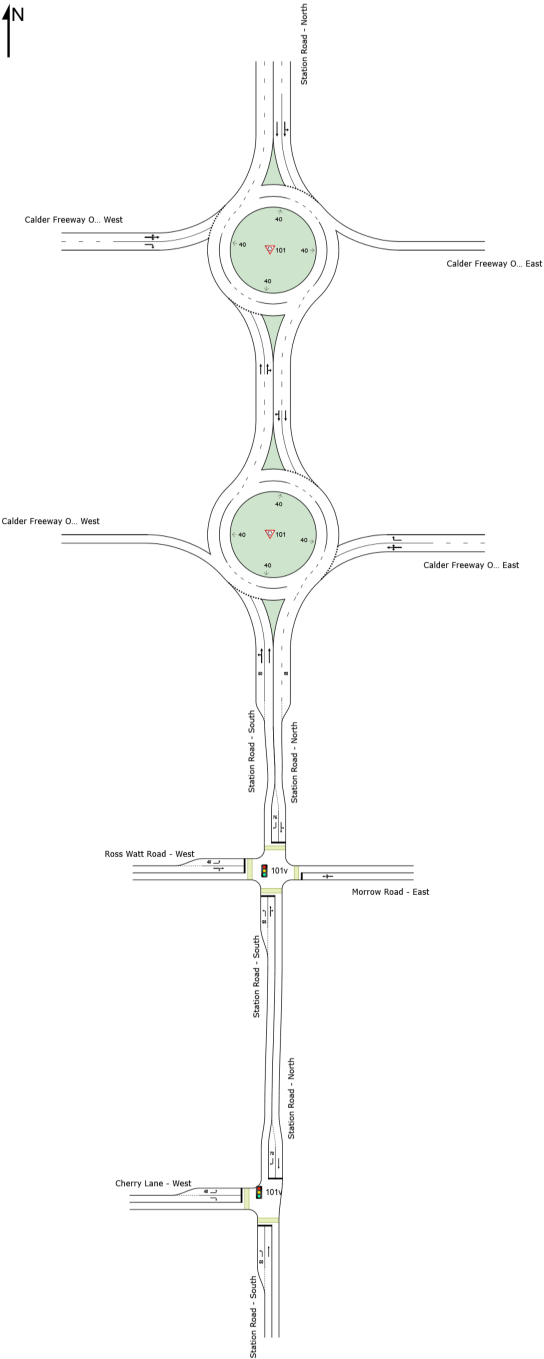 N
Station Road - North
Calder Freeway O... West
Calder Freeway O... East
40
40
101
40
40
Calder Freeway O... West
Calder Freeway O... East
40
40
101
40
40
Station Road - South
Station Road - North
Ross Watt Road - West
101v
Morrow Road - East
Station Road - South
Station Road - North
Cherry Lane - West
101v
Station Road - South